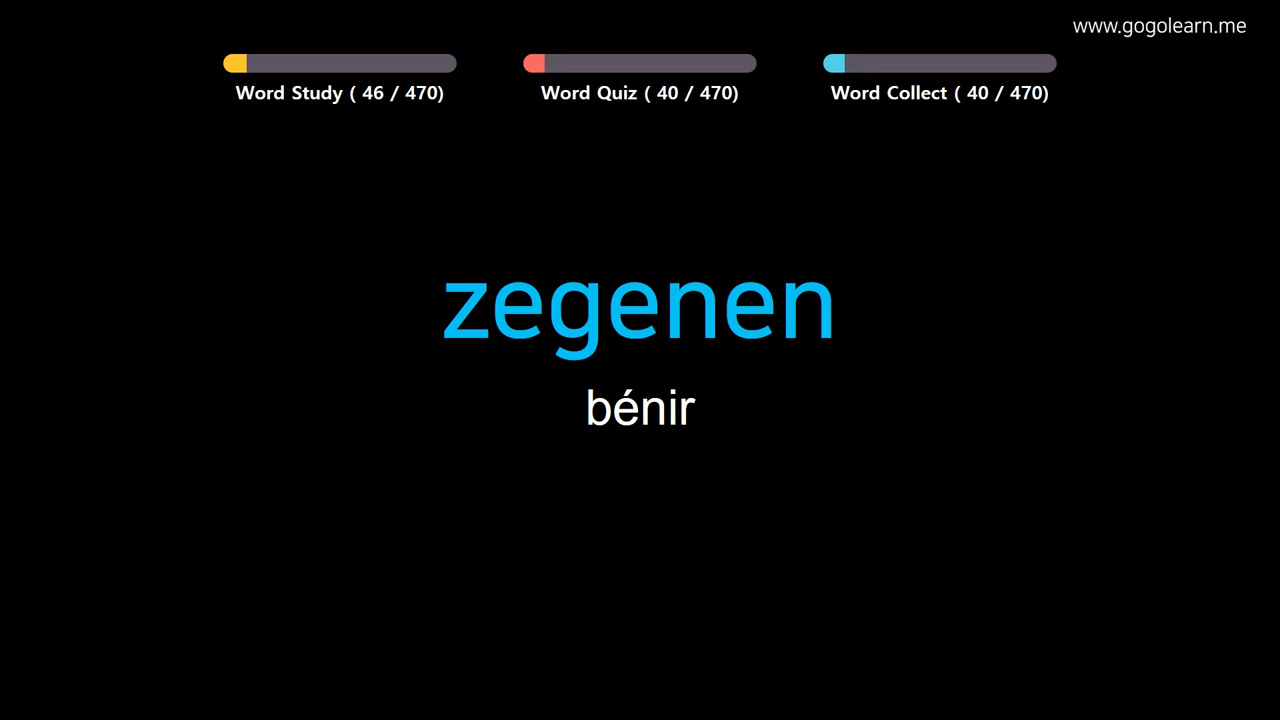 www.gogolearn.me
Word Study ( 46 / 470)
Word Quiz ( 40 / 470)
Word Collect ( 40 / 470)
zegenen
bénir